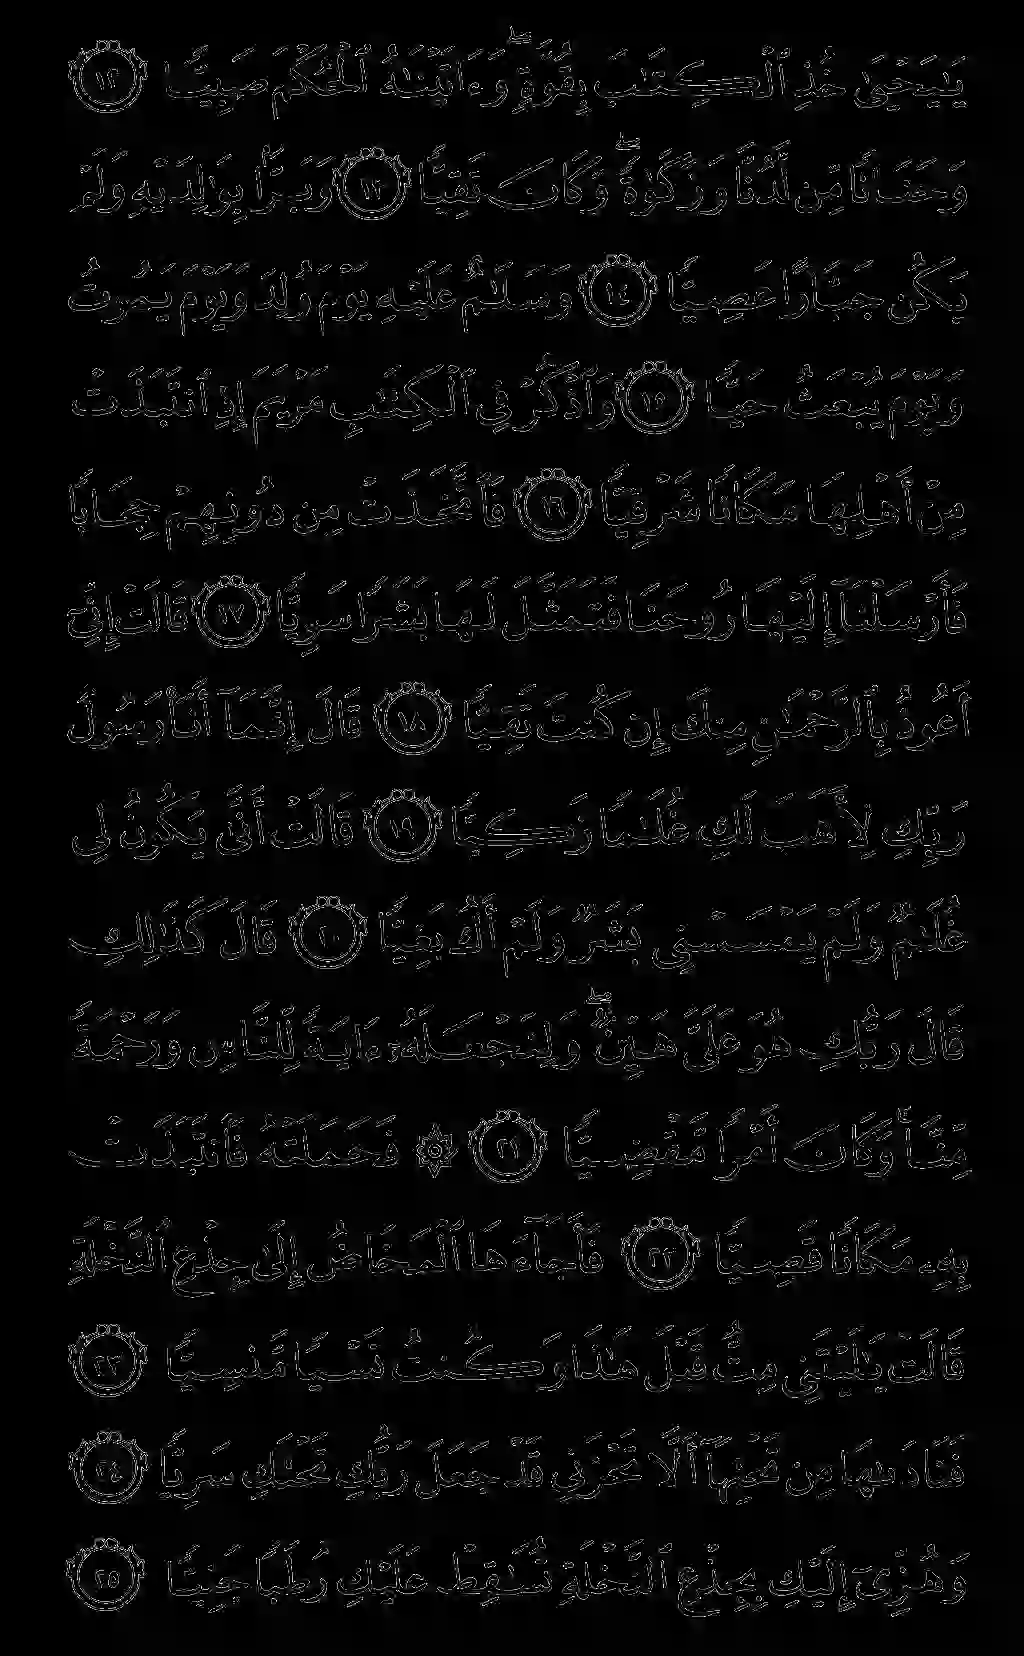 يَـٰيَحْيَىٰ خُذِ ٱلْكِتَـٰبَ بِقُوَّةٍۖ وَءَاتَيْنَـٰهُ ٱلْحُكْمَ صَبِيًّا ١٢
وَحَنَانًا مِّن لَّدُنَّا وَزَكَوٰةًۖ وَكَانَ تَقِيًّا ١٣ وَبَرًّۢا بِوَٰلِدَيْهِ وَلَمْ
يَكُن جَبَّارًا عَصِيًّا ١٤ وَسَلَـٰمٌ عَلَيْهِ يَوْمَ وُلِدَ وَيَوْمَ يَمُوتُ
وَيَوْمَ يُبْعَثُ حَيًّا ١٥ وَٱذْكُرْ فِى ٱلْكِتَـٰبِ مَرْيَمَ إِذِ ٱنتَبَذَتْ
مِنْ أَهْلِهَا مَكَانًا شَرْقِيًّا ١٦ فَٱتَّخَذَتْ مِن دُونِهِمْ حِجَابًا
فَأَرْسَلْنَآ إِلَيْهَا رُوحَنَا فَتَمَثَّلَ لَهَا بَشَرًا سَوِيًّا ١٧ قَالَتْ إِنِّىٓ
أَعُوذُ بِٱلرَّحْمَـٰنِ مِنكَ إِن كُنتَ تَقِيًّا ١٨ قَالَ إِنَّمَآ أَنَا۠ رَسُولُ
رَبِّكِ لِأَهَبَ لَكِ غُلَـٰمًا زَكِيًّا ١٩ قَالَتْ أَنَّىٰ يَكُونُ لِى
غُلَـٰمٌ وَلَمْ يَمْسَسْنِى بَشَرٌ وَلَمْ أَكُ بَغِيًّا ٢٠ قَالَ كَذَٰلِكِ
قَالَ رَبُّكِ هُوَ عَلَىَّ هَيِّنٌۖ وَلِنَجْعَلَهُۥٓ ءَايَةً لِّلنَّاسِ وَرَحْمَةً
مِّنَّاۚ وَكَانَ أَمْرًا مَّقْضِيًّا ٢١ ۞ فَحَمَلَتْهُ فَٱنتَبَذَتْ
بِهِۦ مَكَانًا قَصِيًّا ٢٢ فَأَجَآءَهَا ٱلْمَخَاضُ إِلَىٰ جِذْعِ ٱلنَّخْلَةِ
قَالَتْ يَـٰلَيْتَنِى مِتُّ قَبْلَ هَـٰذَا وَكُنتُ نَسْيًا مَّنسِيًّا ٢٣
فَنَادَىٰهَا مِن تَحْتِهَآ أَلَّا تَحْزَنِى قَدْ جَعَلَ رَبُّكِ تَحْتَكِ سَرِيًّا ٢٤
وَهُزِّىٓ إِلَيْكِ بِجِذْعِ ٱلنَّخْلَةِ تُسَـٰقِطْ عَلَيْكِ رُطَبًا جَنِيًّا ٢٥